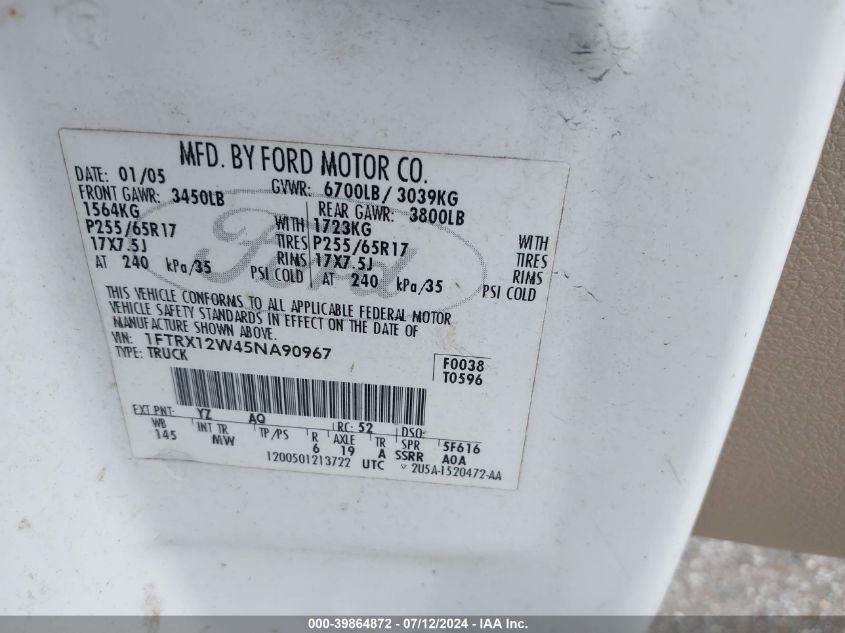 MFD. BY FORD MOTOR CO.
DATE: 01/05 GVWR: 6700LB/ 3039KG
FRONT GAWR: 3450LB REAR GAWR: 3800LB
1564KG WITH 1723KG WITH
P255/65R17 TIRES P255/65R17 TIRES
17X7.5J RIMS 17X7.5J RIMS
AT 240 kPa/35 PSI COLD AT 240 kPa/35 PSI COLD
Ford
THIS VEHICLE CONFORMS TO ALL APPLICABLE FEDERAL MOTOR
VEHICLE SAFETY STANDARDS IN EFFECT ON THE DATE OF
MANUFACTURE SHOWN ABOVE.
VIN: 1FTRX12W45NA90967
TYPE: TRUCK
F0038
T0596
EXT PNT: YZ AQ RC: 52 DSO:
WB INT TR TP/PS R AXLE TR SPR 5F616
145 MW 6 19 A SSRR A0A
1200501213722 UTC 2U5A-1520472-AA
000-39864872 - 07/12/2024 - IAA Inc.